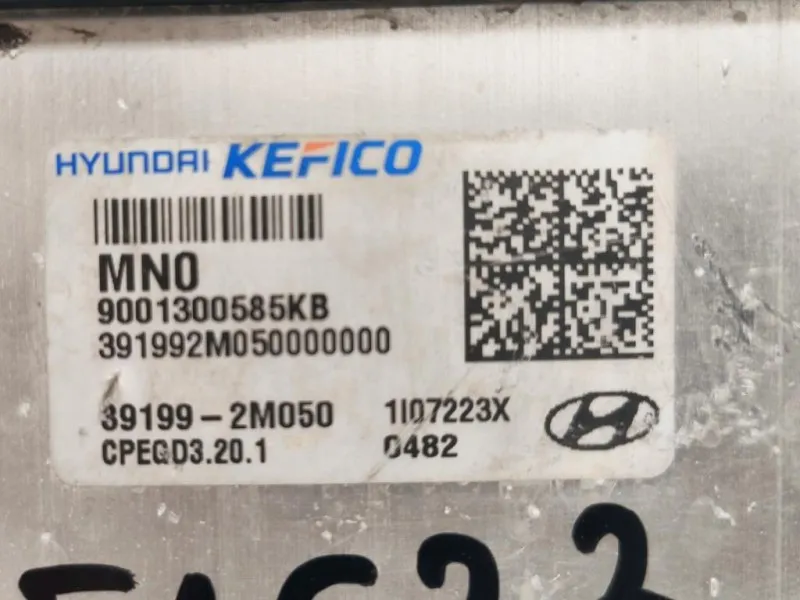 HYUNDAI KEFICO
MN0
9001300585KB
391992M050000000
39199-2M050 1I07223X
CPEGD3.20.1 0482